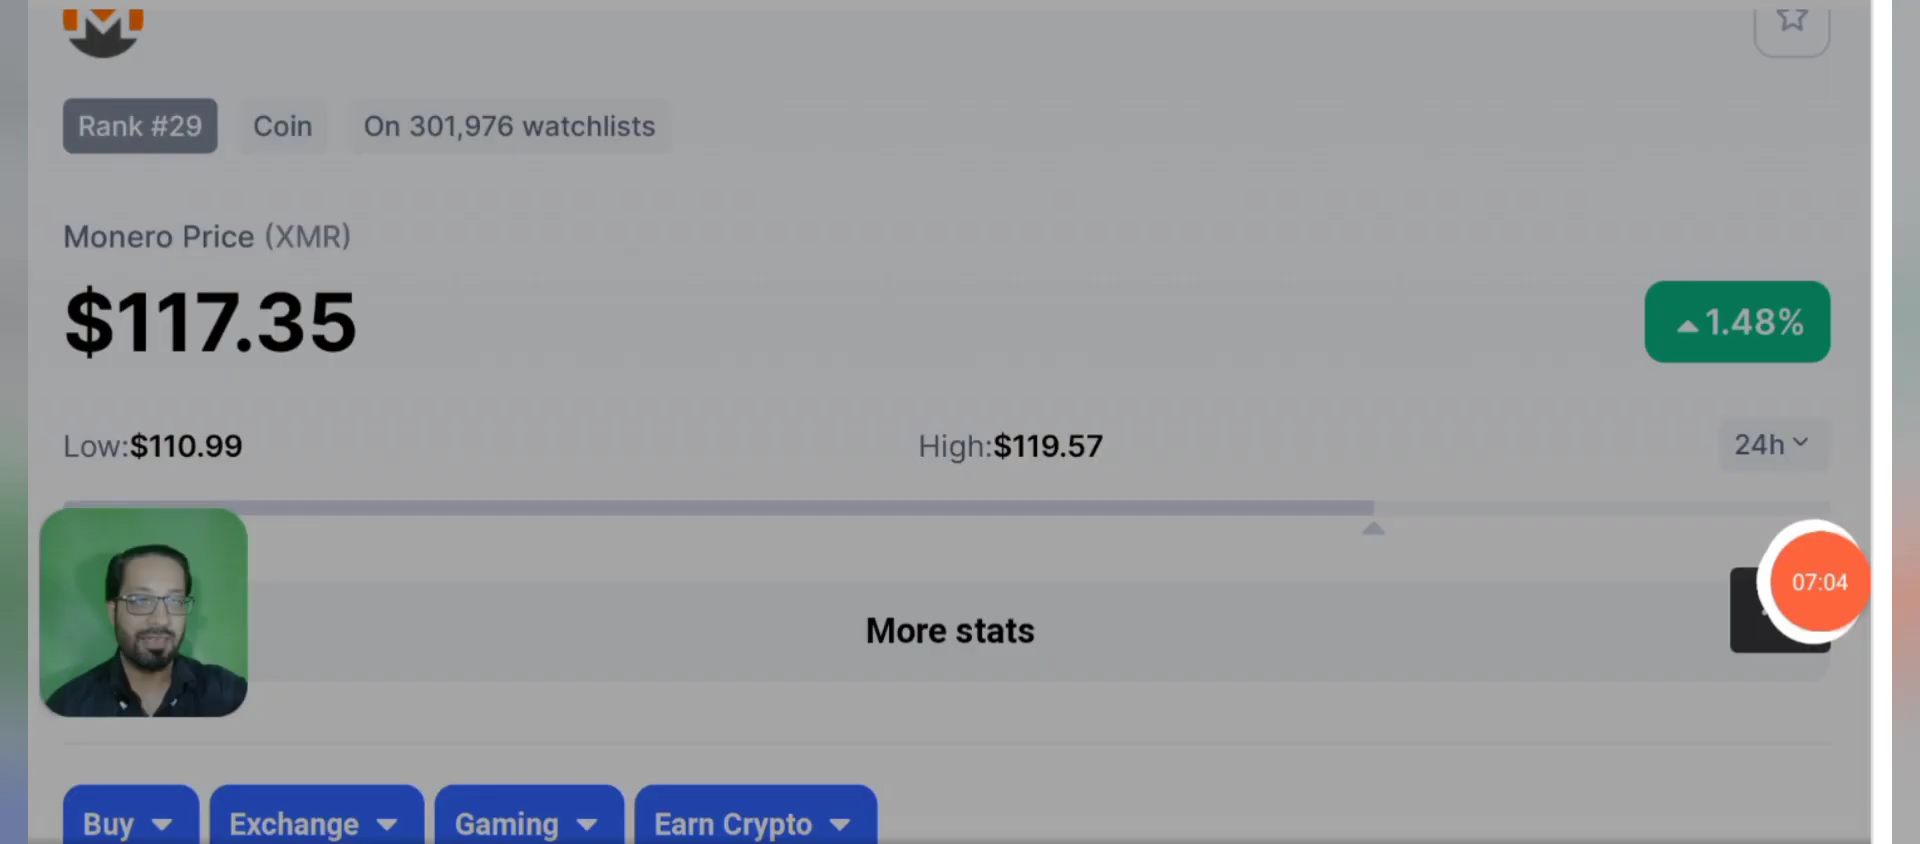 Rank #29 Coin On 301,976 watchlists
Monero Price (XMR)
$117.35
1.48%
Low:$110.99 High:$119.57 24h
07:04
More stats
Buy Exchange Gaming Earn Crypto